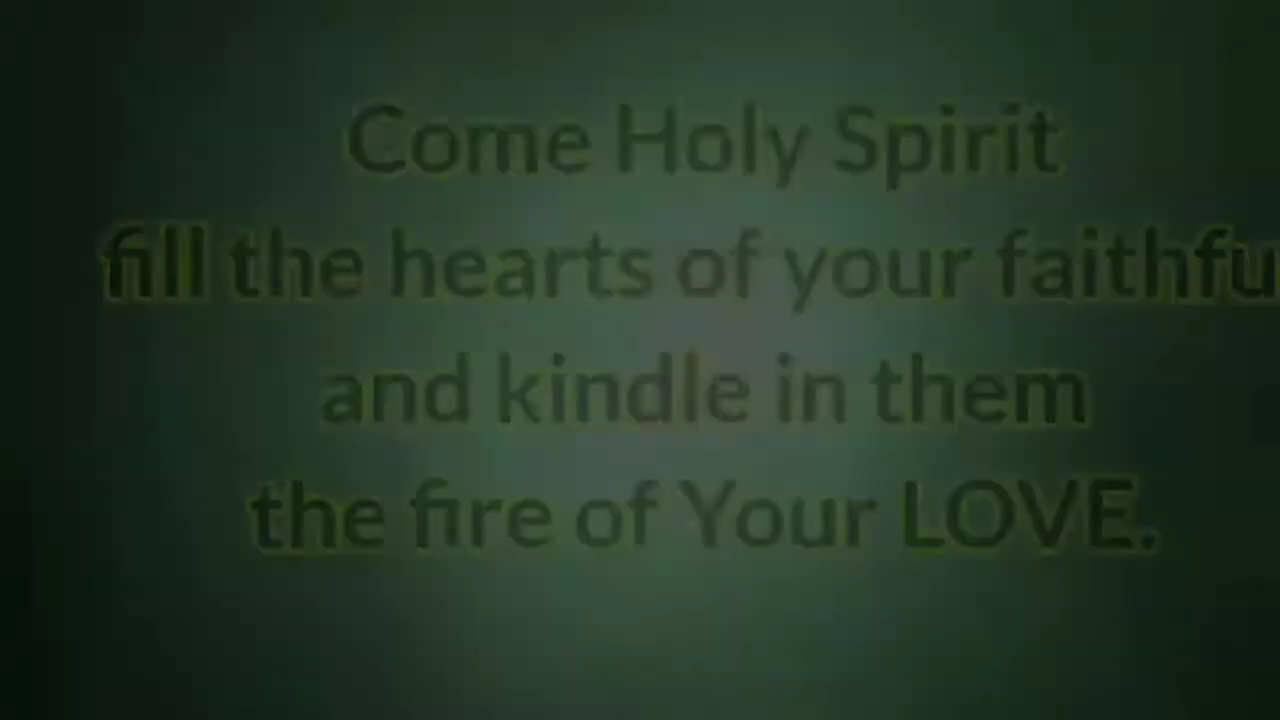 Come Holy Spirit
fill the hearts of your faithfu
and kindle in them
the fire of Your LOVE.